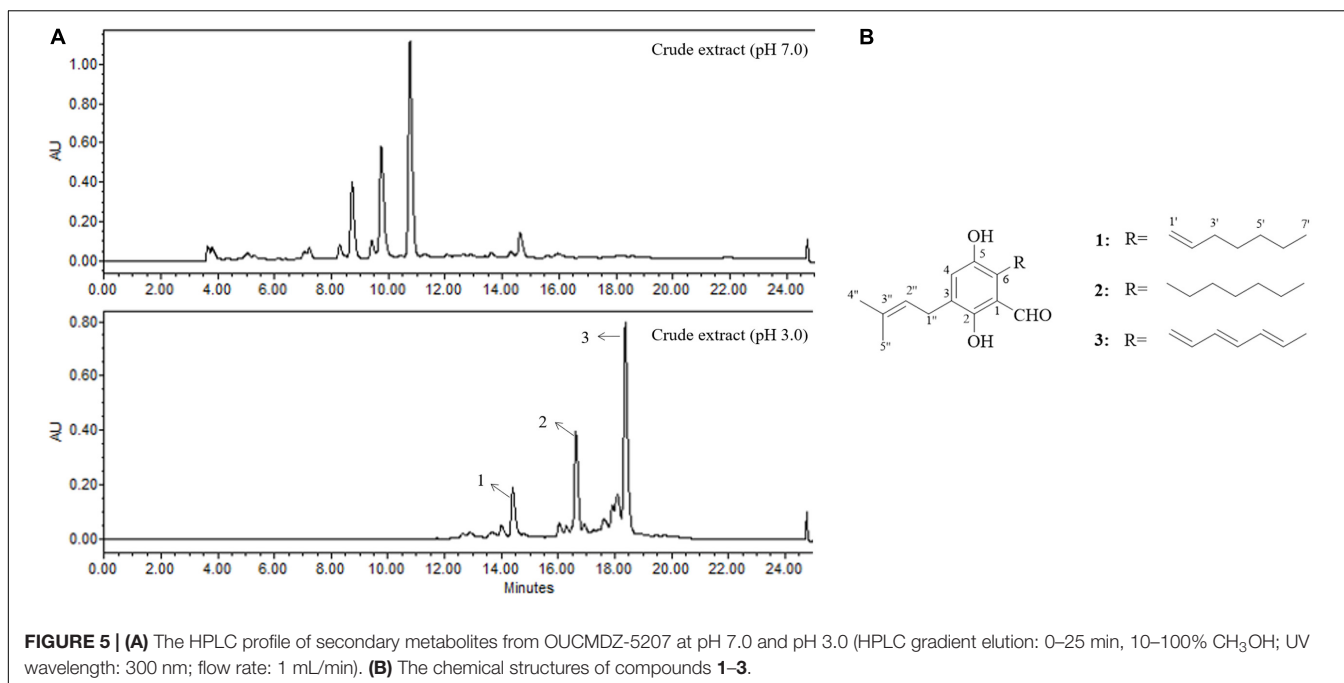 A
Crude extract (pH 7.0)
1.00
0.80
0.60
0.40
0.20
0.00
AU
0.00 2.00 4.00 6.00 8.00 10.00 12.00 14.00 16.00 18.00 20.00 22.00 24.00
Crude extract (pH 3.0)
0.80
0.60
0.40
0.20
0.00
AU
1
2
3
0.00 2.00 4.00 6.00 8.00 10.00 12.00 14.00 16.00 18.00 20.00 22.00 24.00
Minutes
B
OH
5
R
4
6
3
1
2
CHO
OH
4''
3''
2''
1''
5''
1: R=
1' 3' 5' 7'
2: R=
3: R=
FIGURE 5 | (A) The HPLC profile of secondary metabolites from OUCMDZ-5207 at pH 7.0 and pH 3.0 (HPLC gradient elution: 0–25 min, 10–100% CH₃OH; UV
wavelength: 300 nm; flow rate: 1 mL/min). (B) The chemical structures of compounds 1–3.